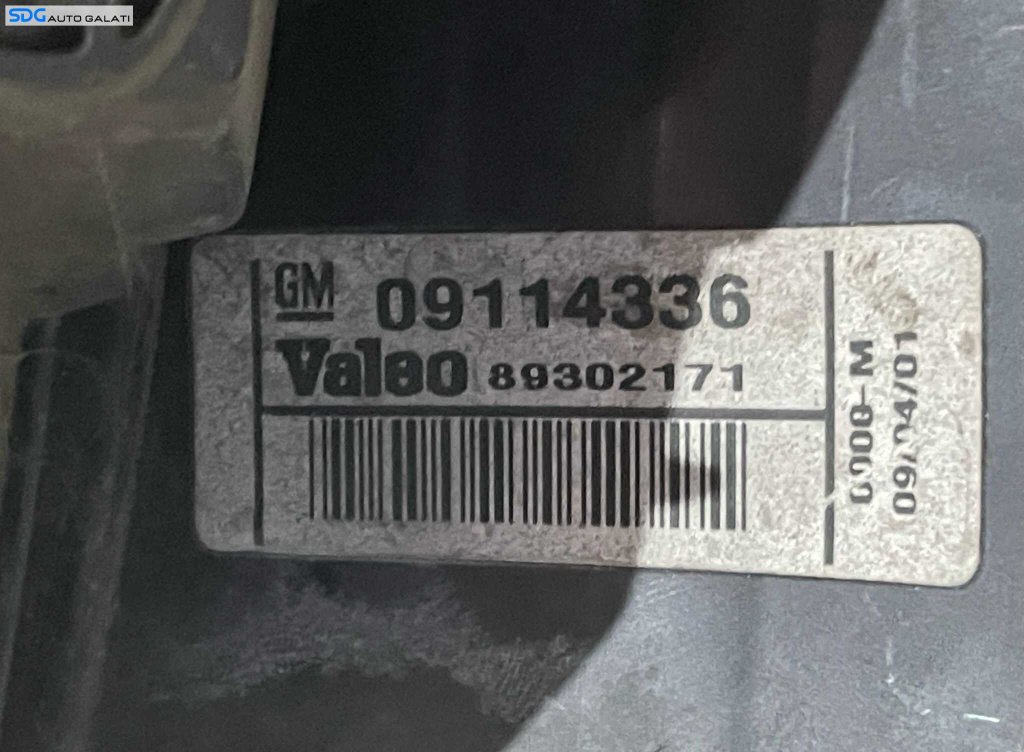 SDG AUTO GALATI
GM 09114336
Valeo 89302171
09/04/01